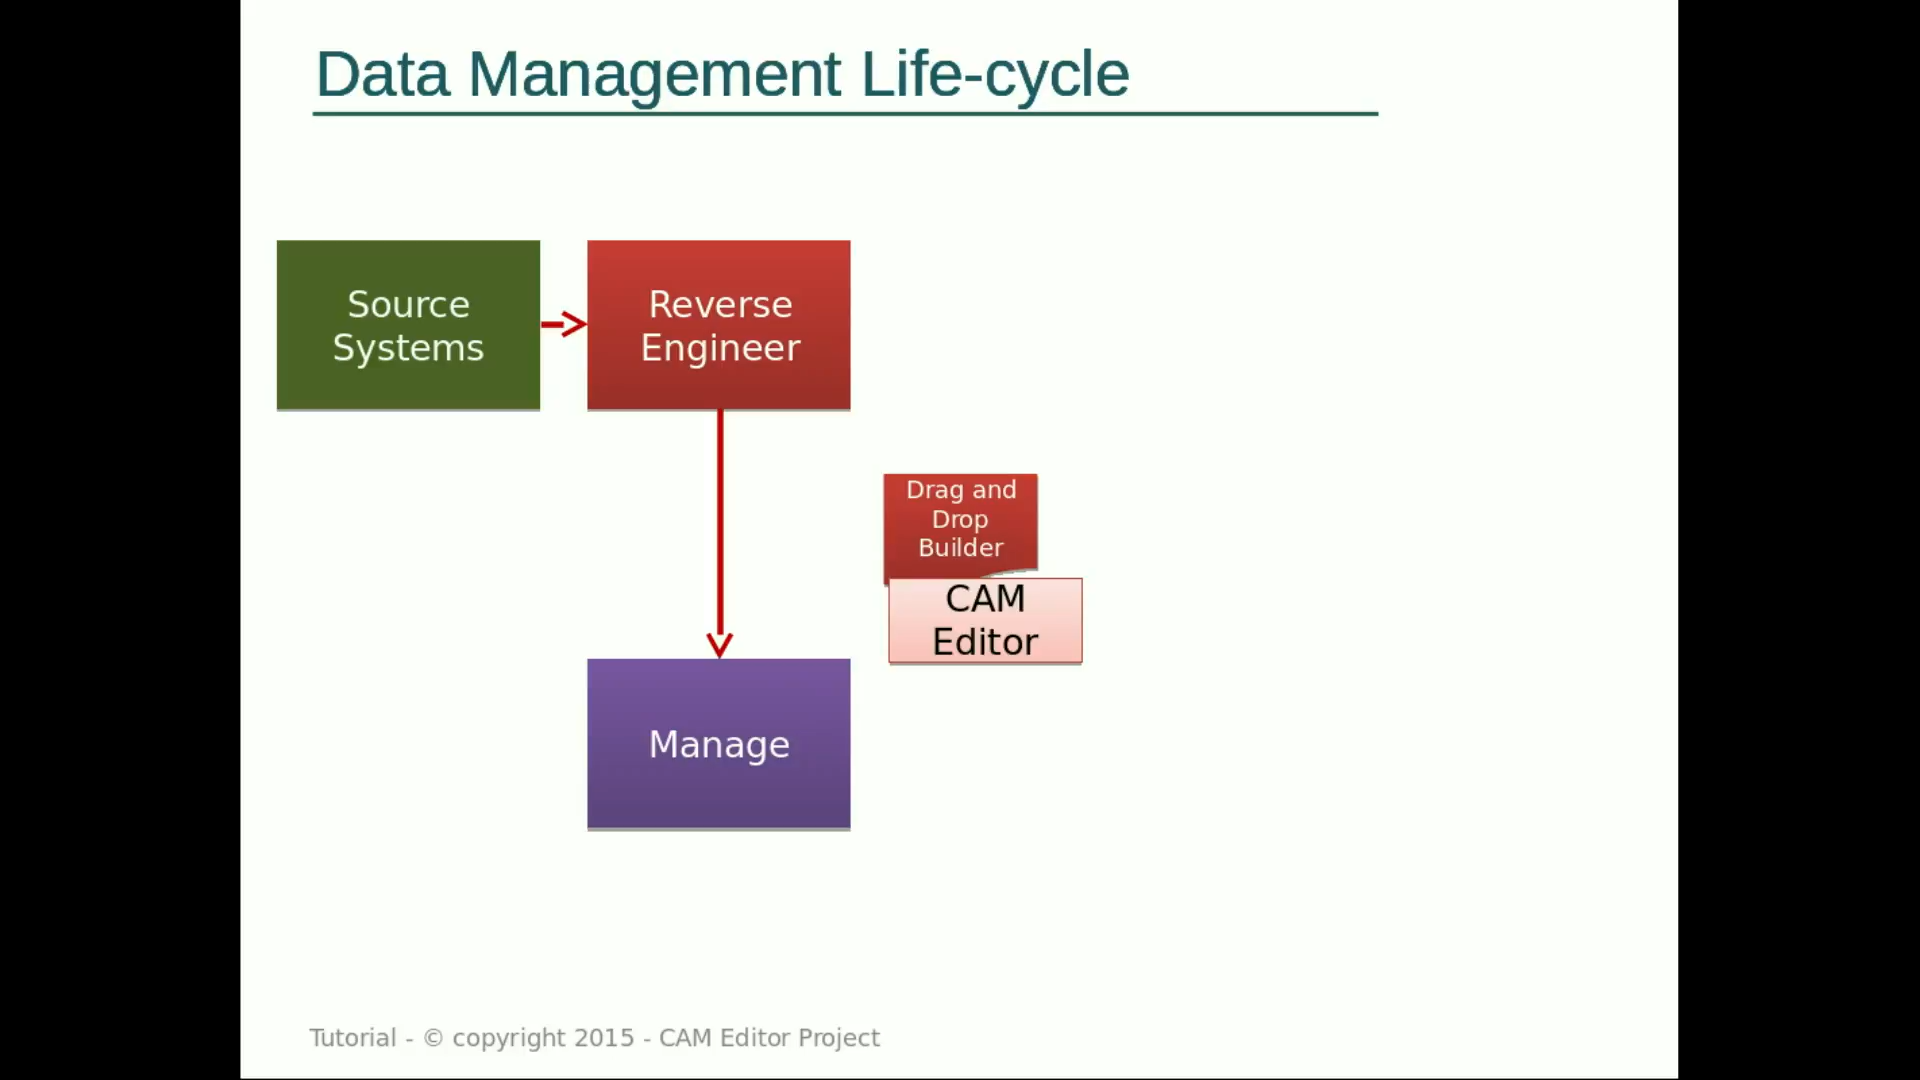 Data Management Life-cycle
Source
Systems
Reverse
Engineer
Drag and
Drop
Builder
CAM
Editor
Manage
Tutorial - © copyright 2015 - CAM Editor Project